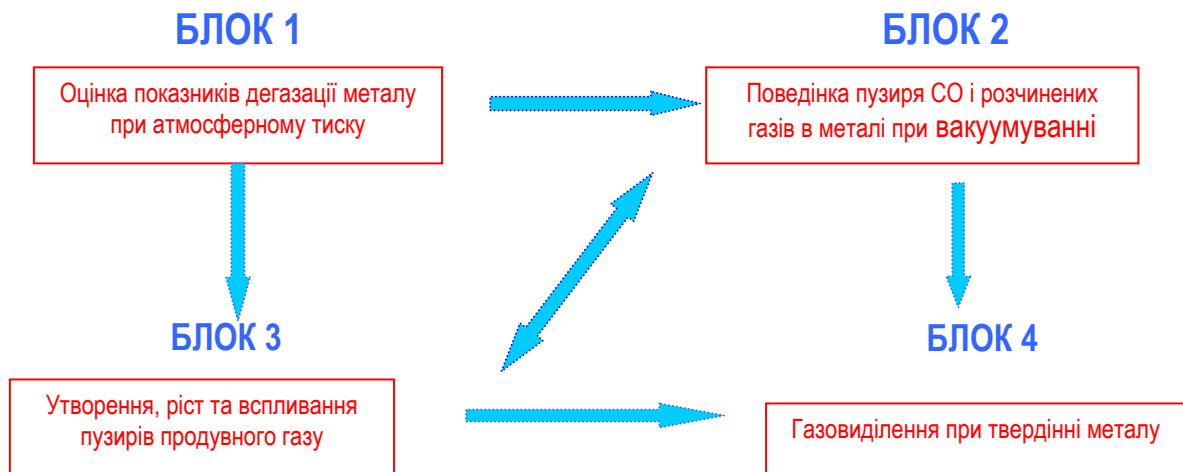 БЛОК 1
Оцінка показників дегазації металу
при атмосферному тиску
БЛОК 2
Поведінка пузиря СО і розчинених
газів в металі при вакуумуванні
БЛОК 3
Утворення, ріст та вспливання
пузирів продувного газу
БЛОК 4
Газовиділення при твердінні металу